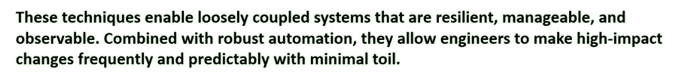 These techniques enable loosely coupled systems that are resilient, manageable, and
observable. Combined with robust automation, they allow engineers to make high-impact
changes frequently and predictably with minimal toil.